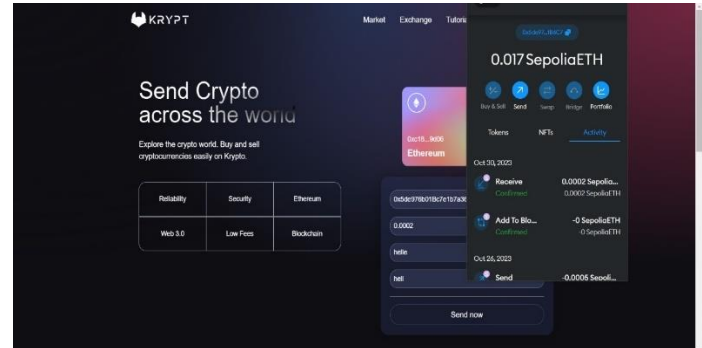 KRYPT
Market Exchange
Send Crypto
across the world
Explore the crypto world. Buy and sell
cryptocurrencies easily on Krypto.
Reliability Security Ethereum
Web 3.0 Low Fees Blockchain
Ethereum
0.0002
hell
Send now
0.017 SepoliaETH
Buy & Sell Send Swap Bridge Portfolio
Tokens NFTs Activity
Oct 30, 2023
Receive 0.0002 Sepolia...
Confirmed 0.0002 SepoliaETH
Add To Blo... -0 SepoliaETH
Confirmed -0 SepoliaETH
Oct 26, 2023
Send -0.0005 Sepoli...